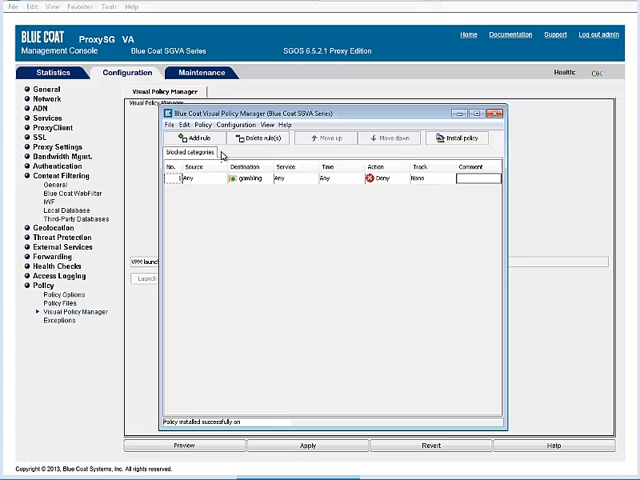 File Edit View Favorites Tools Help
BLUE COAT ProxySG VA
Management Console Blue Coat SGVA Series SGOS 6.5.2.1 Proxy Edition
Home Documentation Support Log out admin
Statistics Configuration Maintenance Health: OK
General
Network
ADN
Services
ProxyClient
SSL
Proxy Settings
Bandwidth Mgmt.
Authentication
Content Filtering
General
Blue Coat WebFilter
IWF
Local Database
Third-Party Databases
Geolocation
Threat Protection
External Services
Forwarding
Health Checks
Access Logging
Policy
Policy Options
Policy Files
Visual Policy Manager
Exceptions
Visual Policy Manager
Visual Policy Manager
VPM launch
Launch
Blue Coat Visual Policy Manager (Blue Coat SGVA Series)
File Edit Policy Configuration View Help
Add rule Delete rule(s) Move up Move down Install policy
blocked categories
No. Source Destination Service Time Action Track Comment
1 Any gambling Any Any Deny None
Policy installed successfully on
Preview Apply Revert Help
Copyright © 2013, Blue Coat Systems, Inc. All rights reserved.